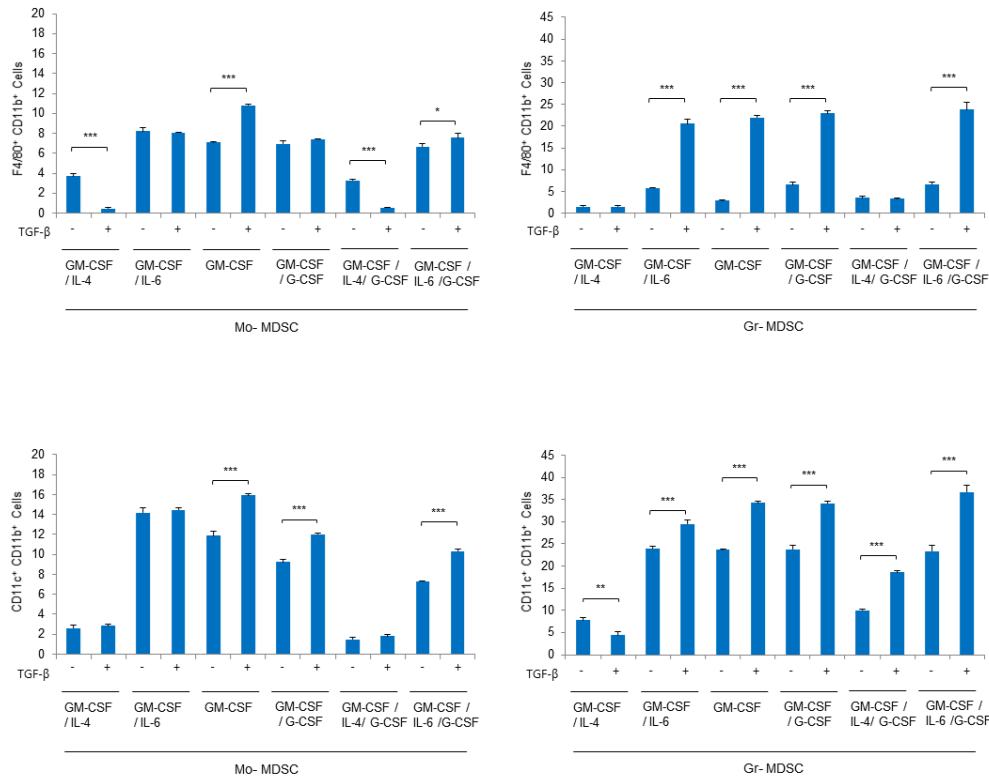 F4/80⁺ CD11b⁺ Cells
20
18
16
14
12
10
8
6
4
2
0
***
***
***
*
TGF-β - + - + - + - + - + - +
GM-CSF GM-CSF GM-CSF GM-CSF GM-CSF / GM-CSF /
/ IL-4 / IL-6 / G-CSF IL-4/ G-CSF IL-6 /G-CSF
Mo- MDSC
F4/80⁺ CD11b⁺ Cells
45
40
35
30
25
20
15
10
5
0
***
***
***
***
TGF-β - + - + - + - + - + - +
GM-CSF GM-CSF GM-CSF GM-CSF GM-CSF / GM-CSF /
/ IL-4 / IL-6 / G-CSF IL-4/ G-CSF IL-6 /G-CSF
Gr- MDSC
CD11c⁺ CD11b⁺ Cells
20
18
16
14
12
10
8
6
4
2
0
***
***
***
TGF-β - + - + - + - + - + - +
GM-CSF GM-CSF GM-CSF GM-CSF GM-CSF / GM-CSF /
/ IL-4 / IL-6 / G-CSF IL-4/ G-CSF IL-6 /G-CSF
Mo- MDSC
CD11c⁺ CD11b⁺ Cells
45
40
35
30
25
20
15
10
5
0
**
***
***
***
***
***
TGF-β - + - + - + - + - + - +
GM-CSF GM-CSF GM-CSF GM-CSF GM-CSF / GM-CSF /
/ IL-4 / IL-6 / G-CSF IL-4/ G-CSF IL-6 /G-CSF
Gr- MDSC